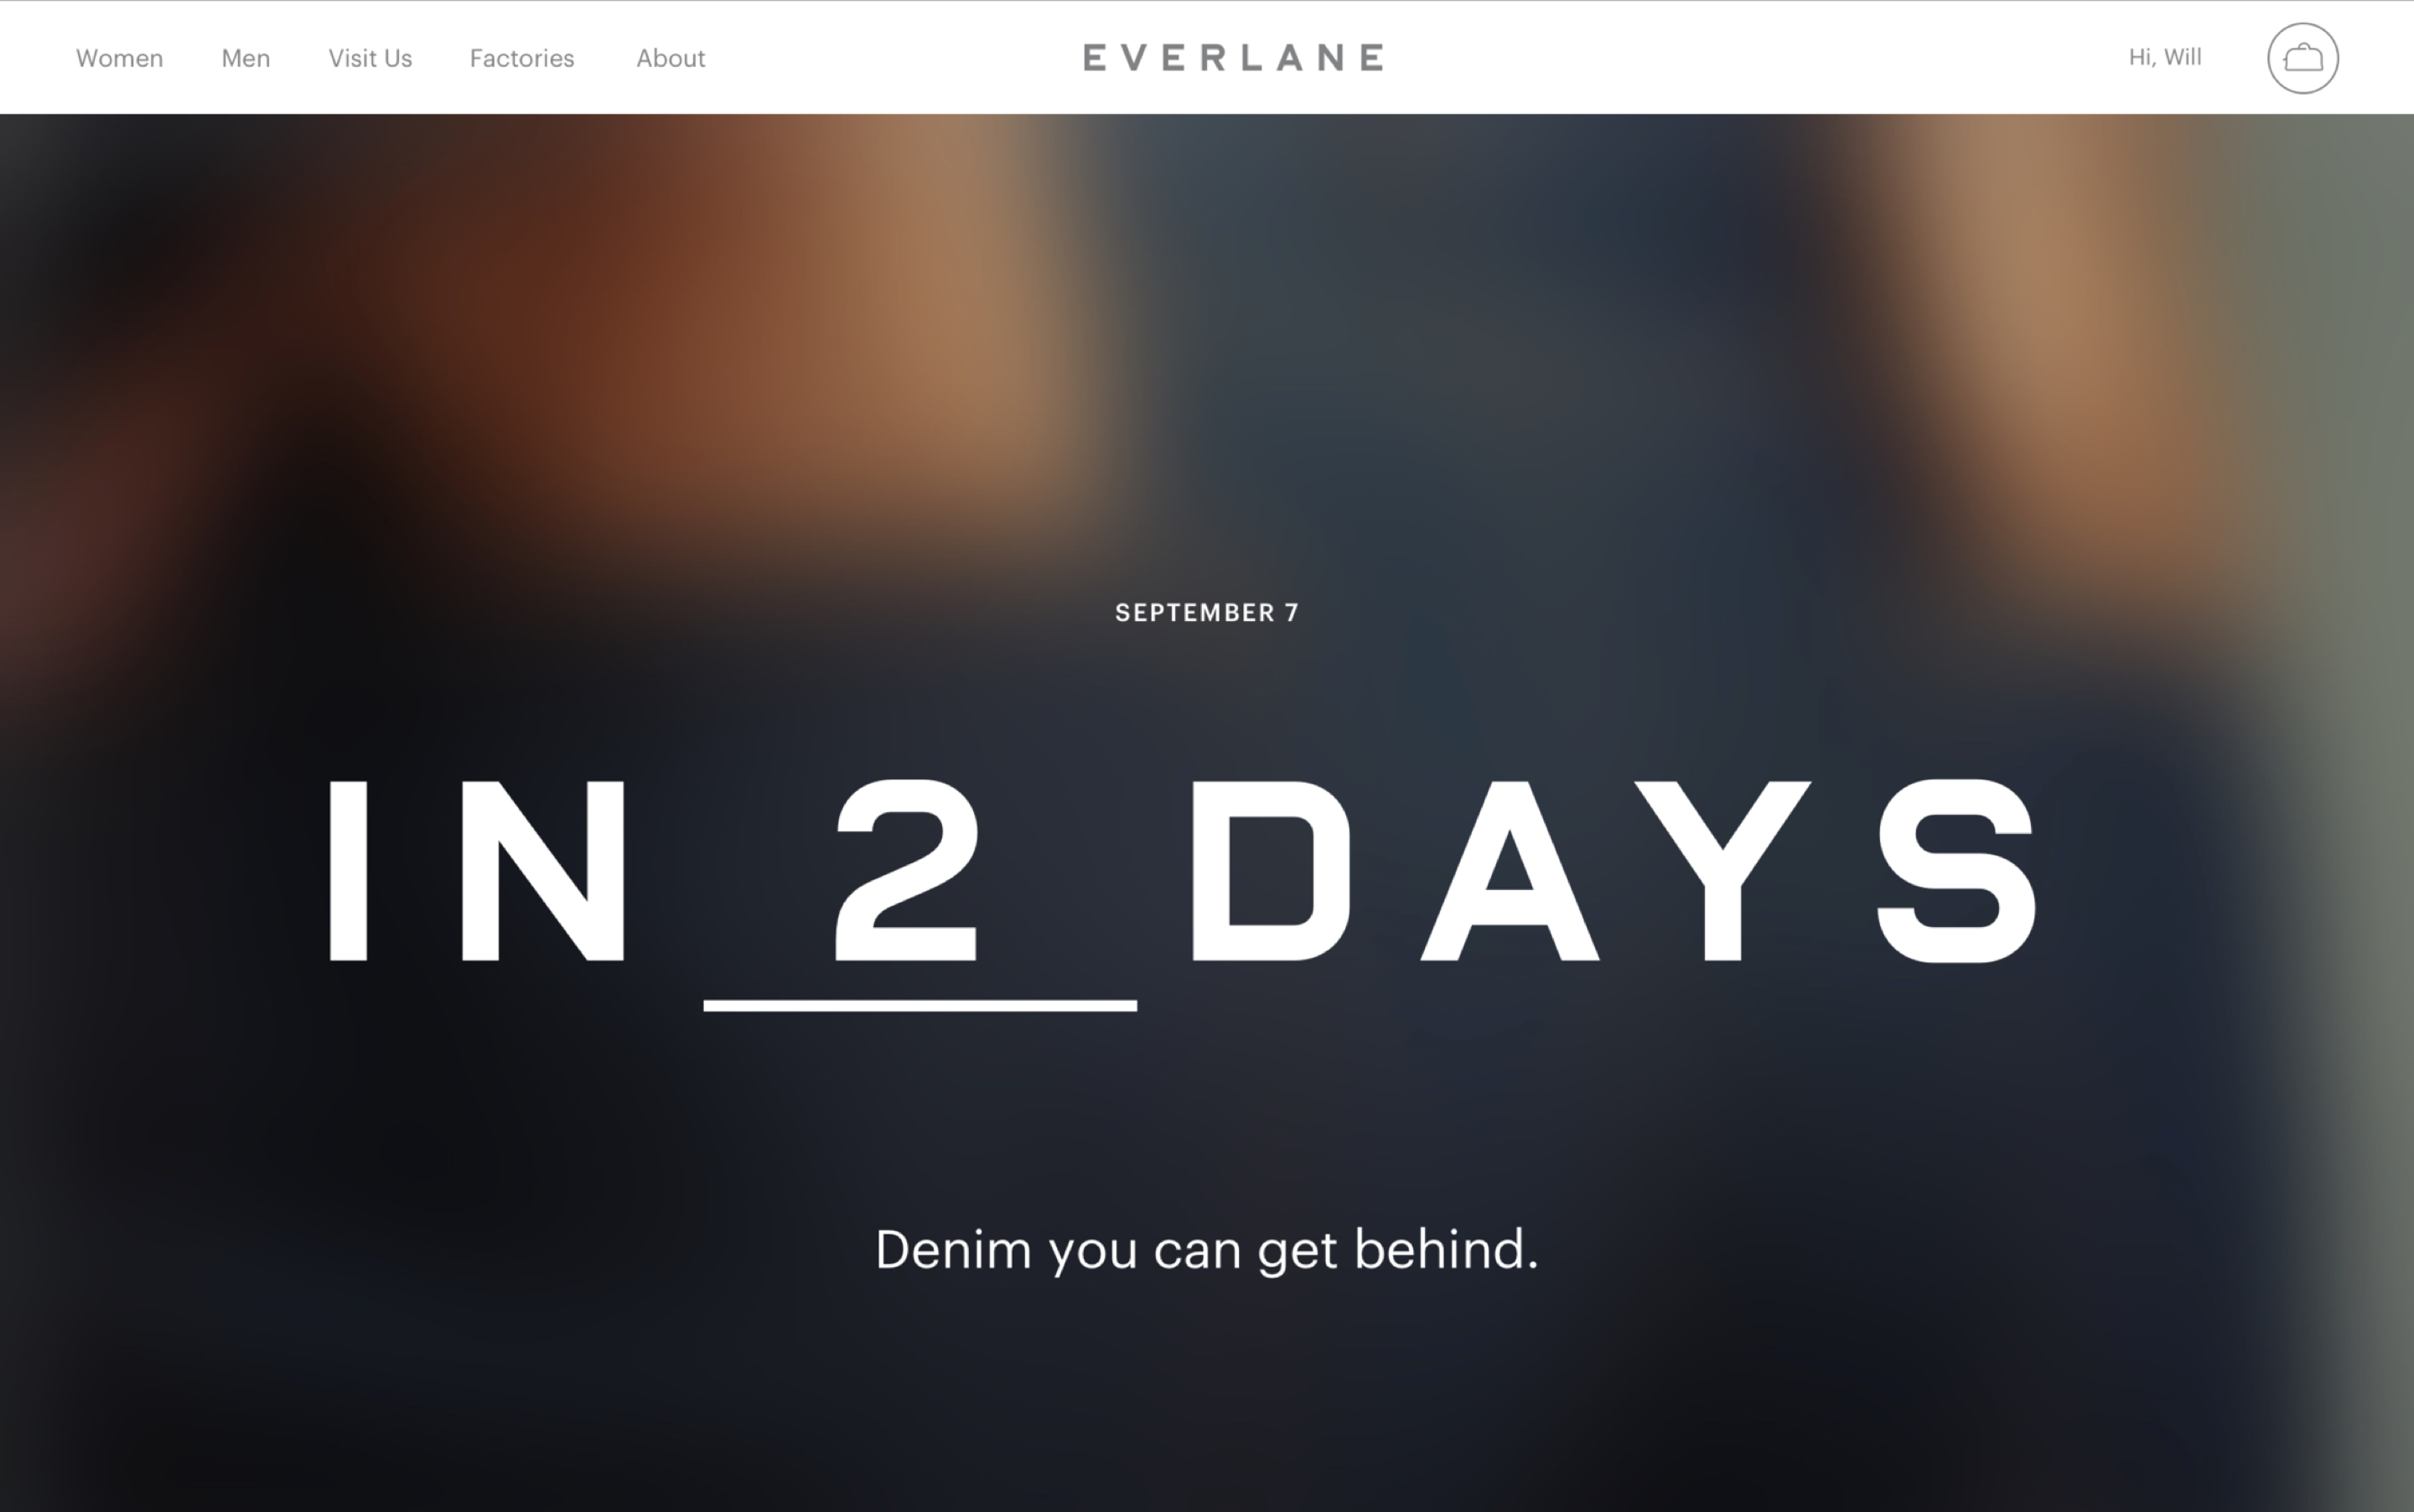 Women Men Visit Us Factories About EVERLANE Hi, Will
SEPTEMBER 7
IN 2 DAYS
Denim you can get behind.